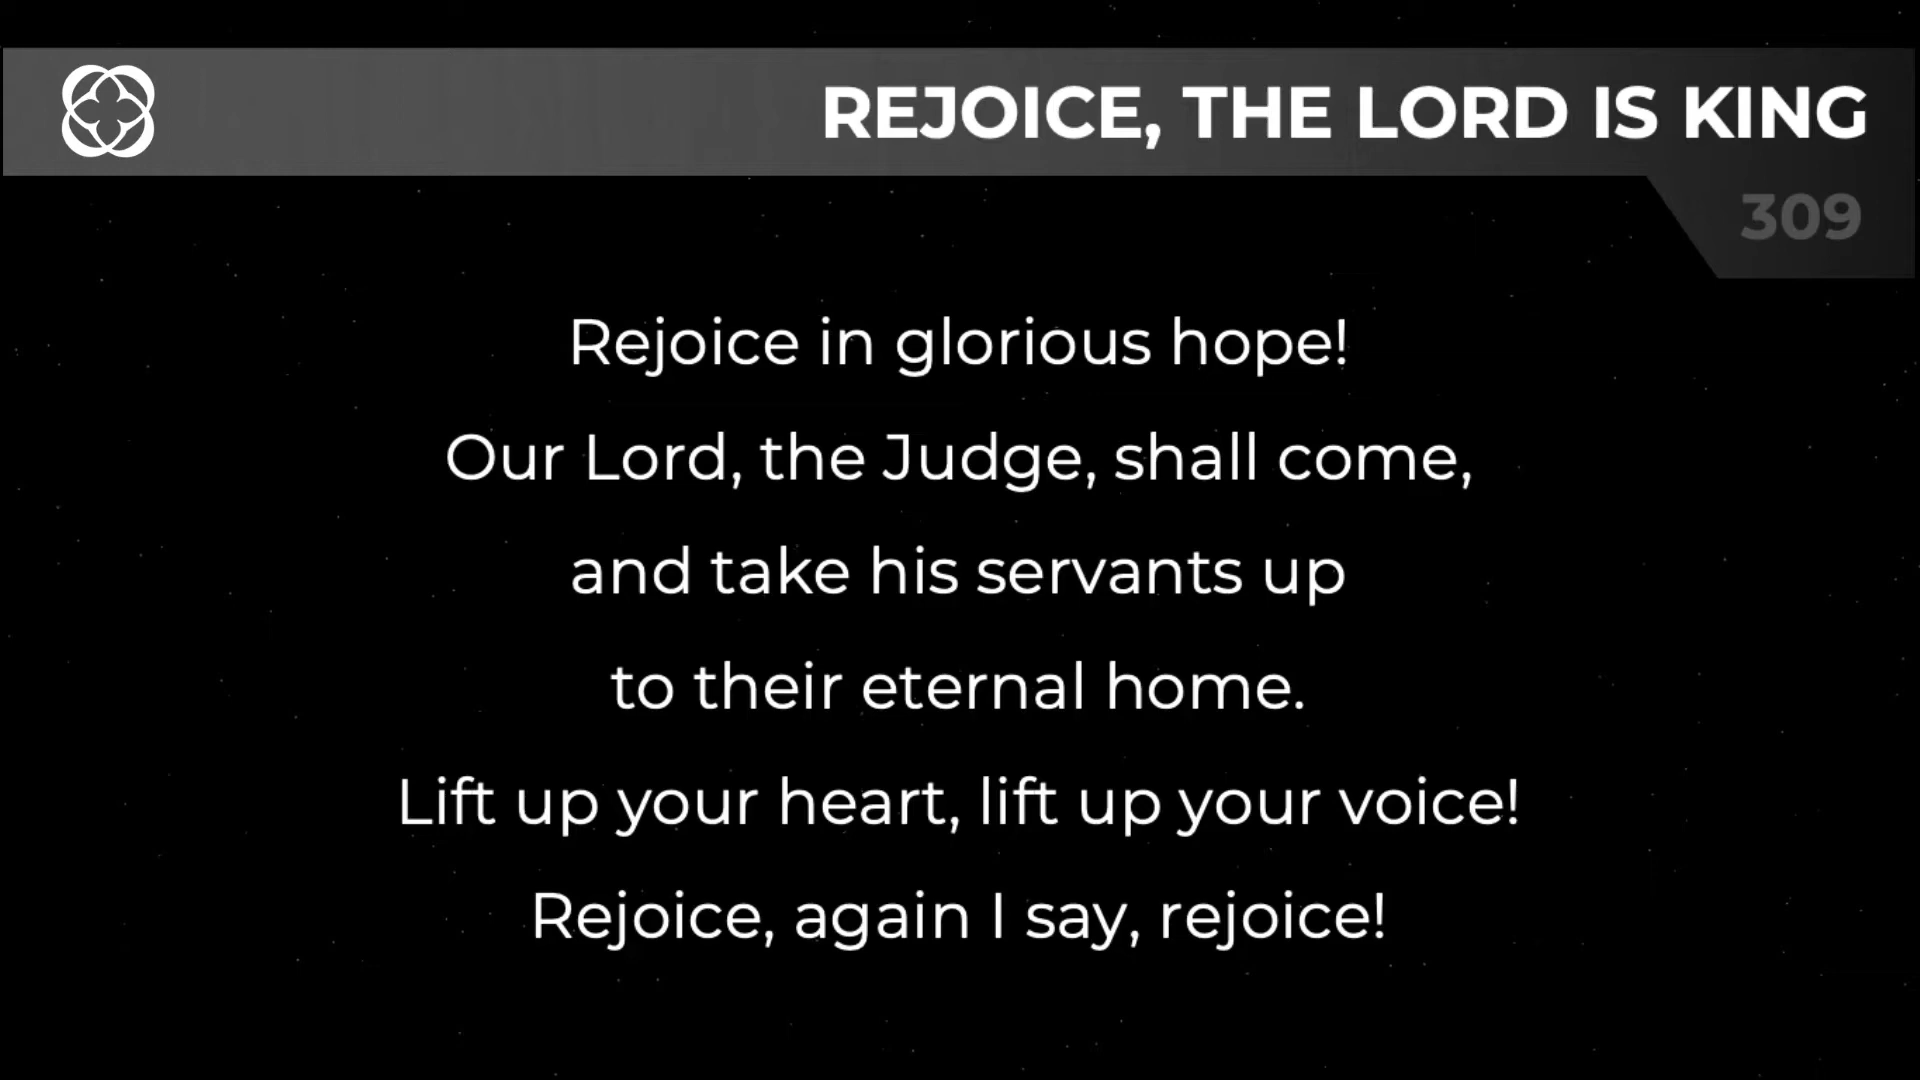 REJOICE, THE LORD IS KING
309
Rejoice in glorious hope!
Our Lord, the Judge, shall come,
and take his servants up
to their eternal home.
Lift up your heart, lift up your voice!
Rejoice, again I say, rejoice!